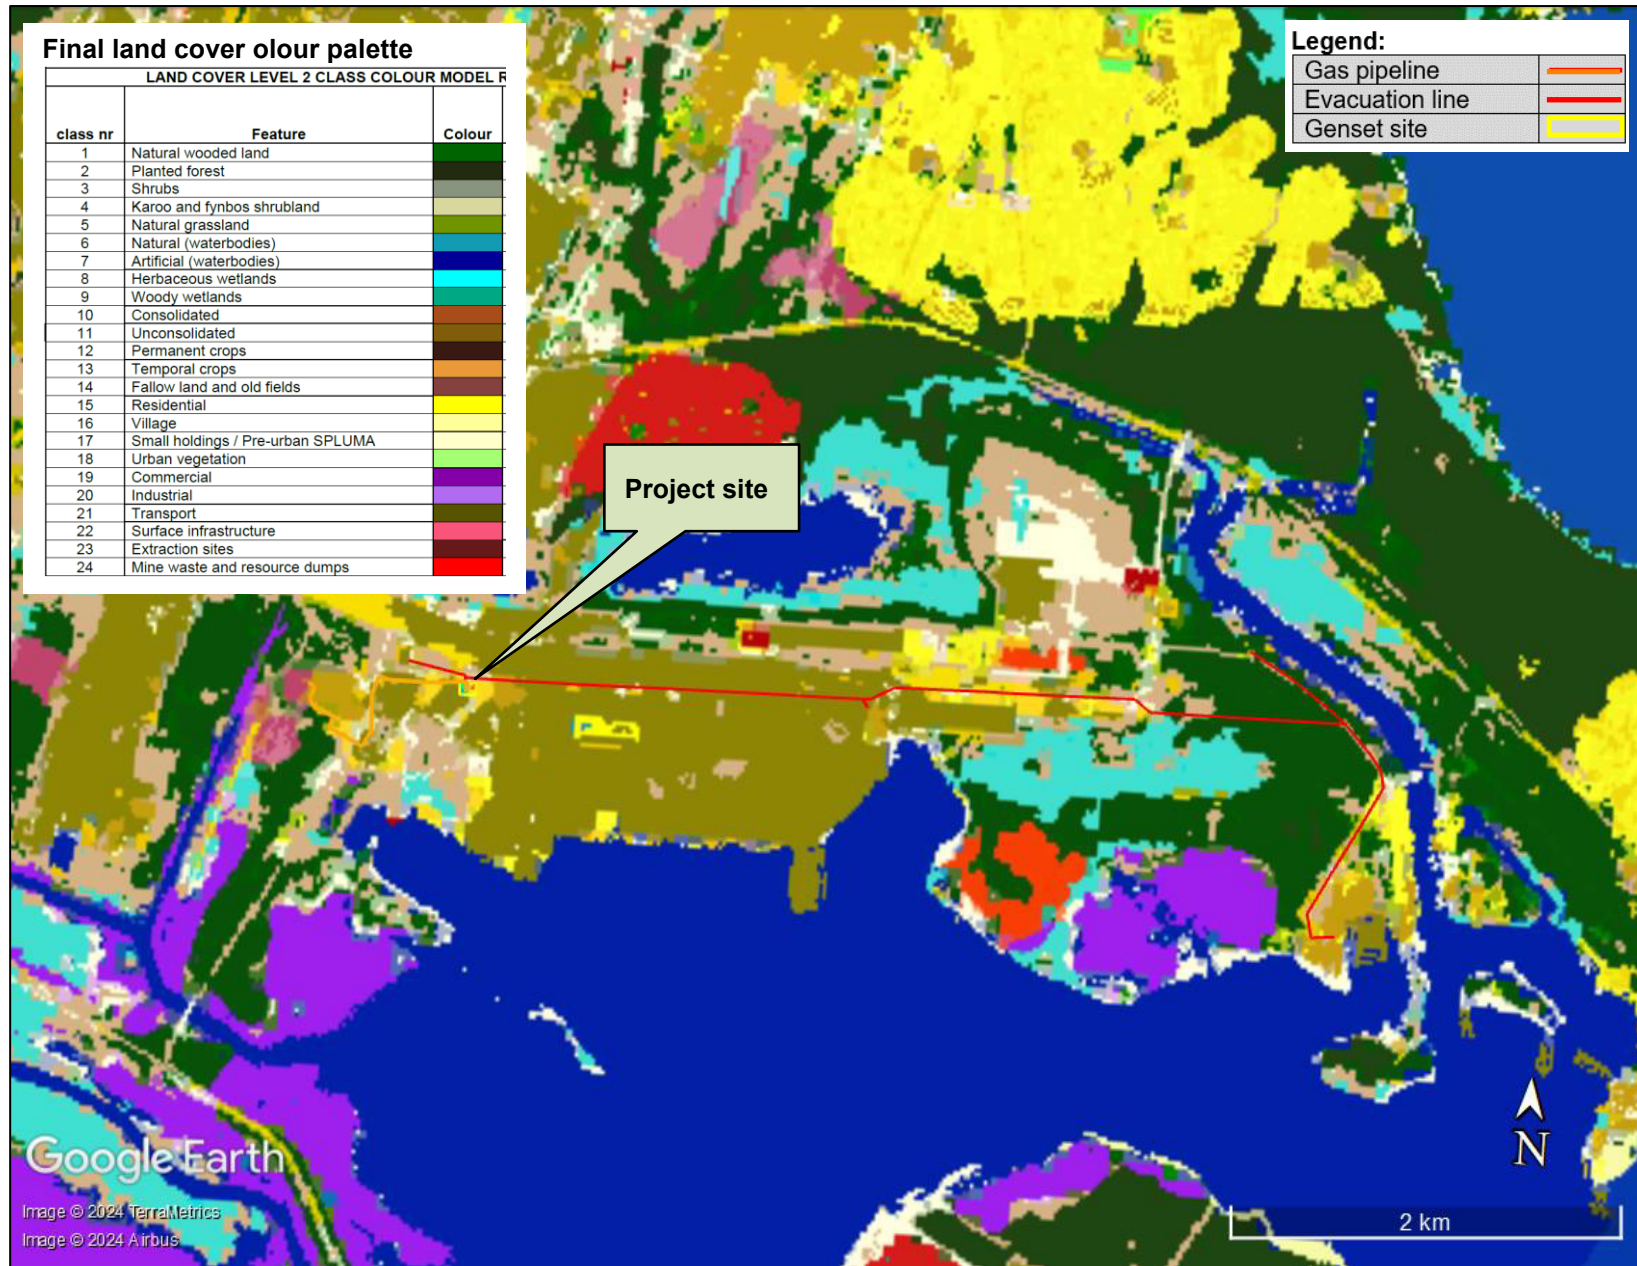 Final land cover olour palette
LAND COVER LEVEL 2 CLASS COLOUR MODEL R
class nr Feature Colour
1 Natural wooded land
2 Planted forest
3 Shrubs
4 Karoo and fynbos shrubland
5 Natural grassland
6 Natural (waterbodies)
7 Artificial (waterbodies)
8 Herbaceous wetlands
9 Woody wetlands
10 Consolidated
11 Unconsolidated
12 Permanent crops
13 Temporal crops
14 Fallow land and old fields
15 Residential
16 Village
17 Small holdings / Pre-urban SPLUMA
18 Urban vegetation
19 Commercial
20 Industrial
21 Transport
22 Surface infrastructure
23 Extraction sites
24 Mine waste and resource dumps
Legend:
Gas pipeline
Evacuation line
Genset site
Project site
N
Google Earth
Image © 2024 TerraMetrics
Image © 2024 Airbus
2 km